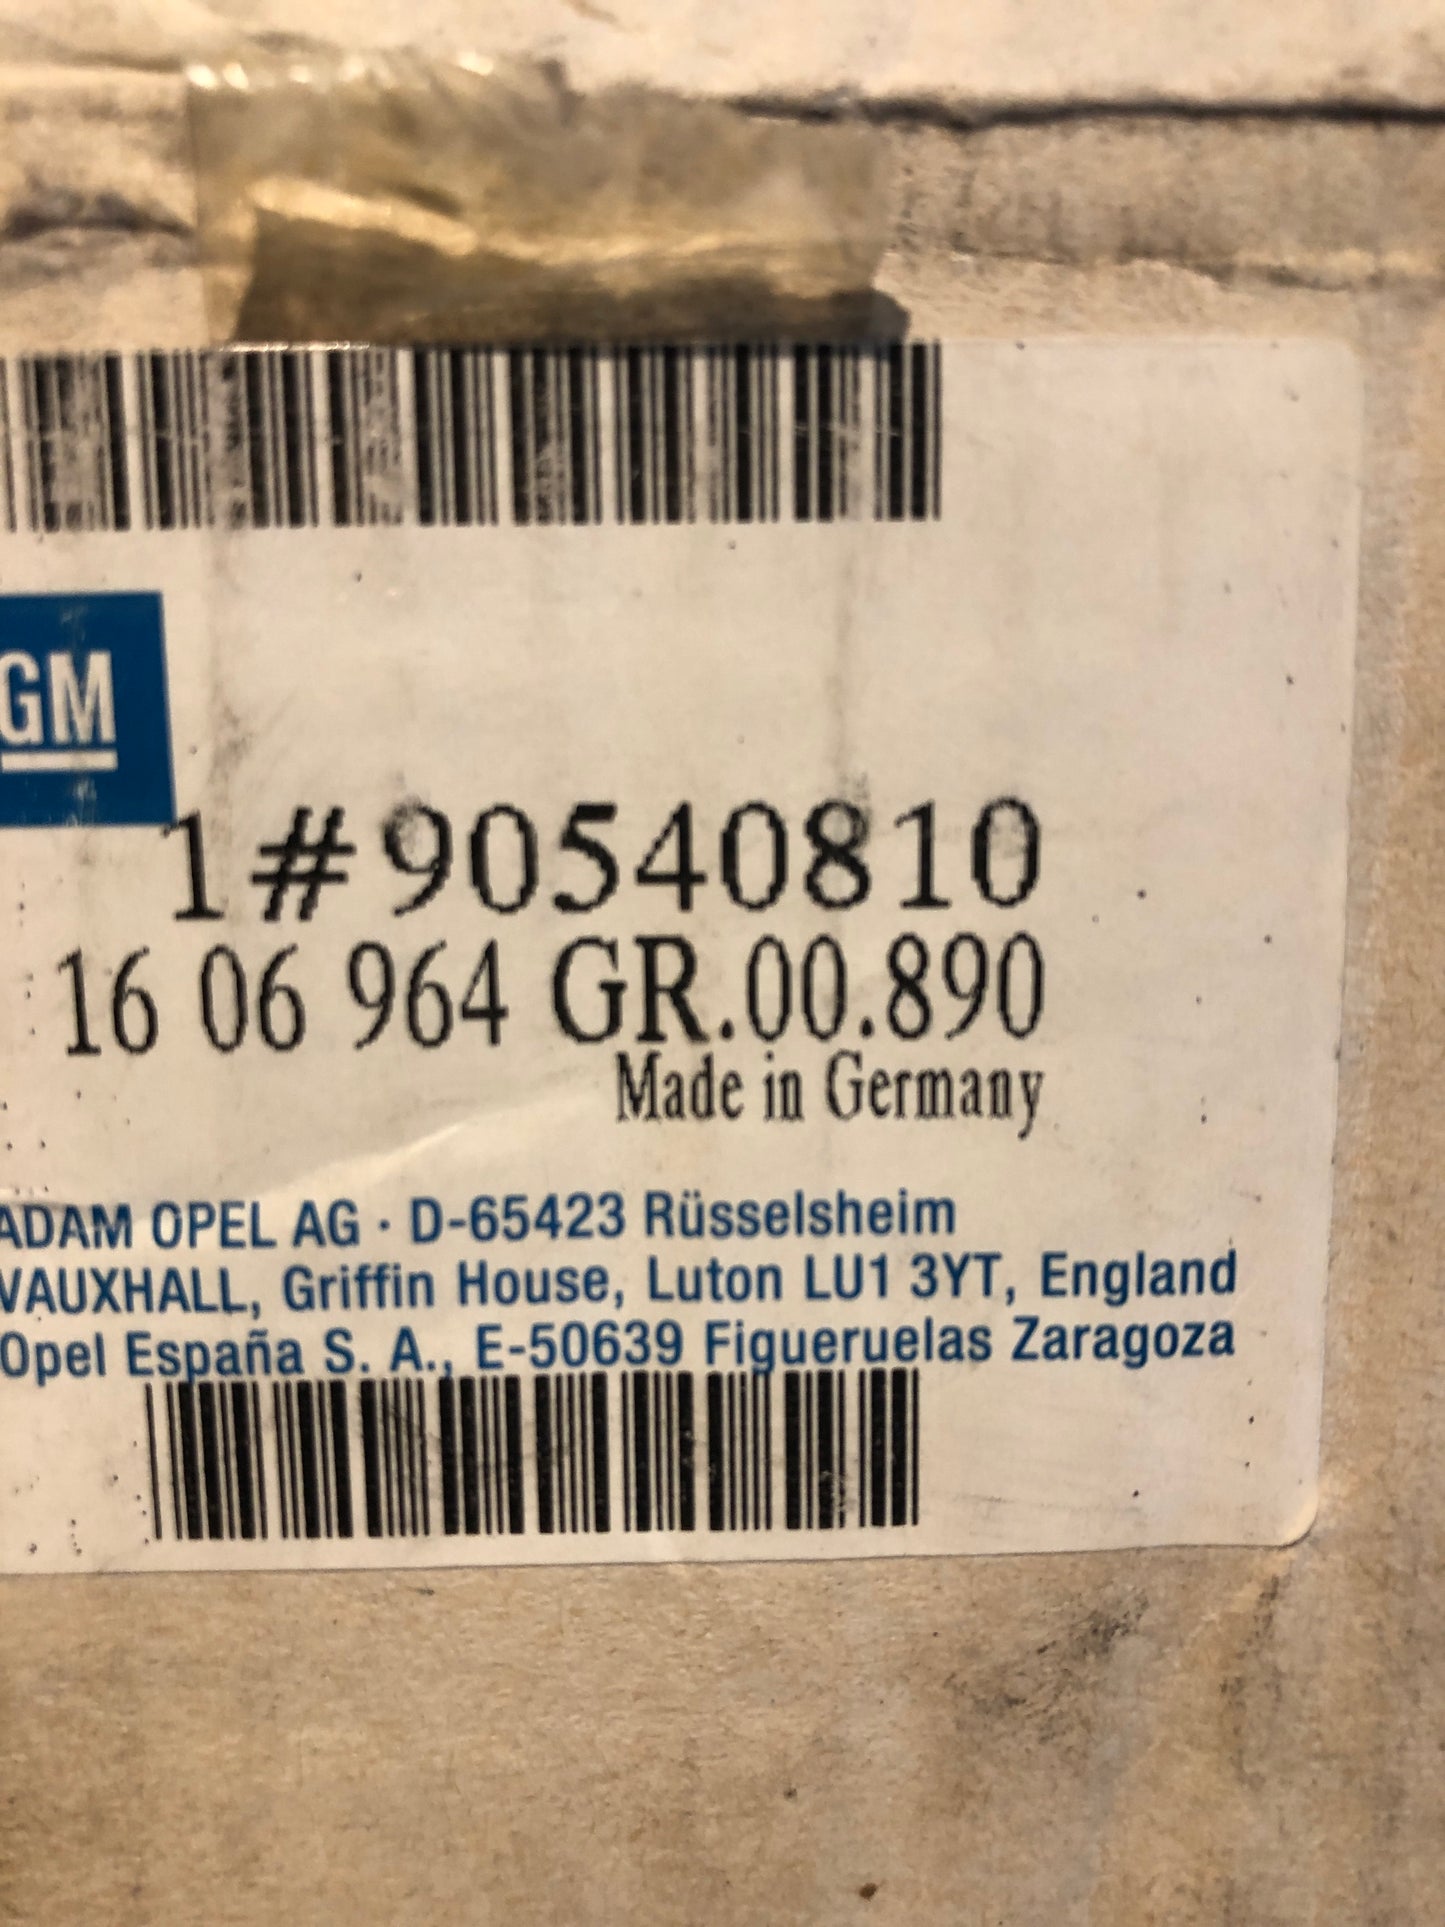 GM
1#90540810
16 06 964 GR.00.890
Made in Germany
ADAM OPEL AG · D-65423 Rüsselsheim
VAUXHALL, Griffin House, Luton LU1 3YT, England
Opel España S. A., E-50639 Figueruelas Zaragoza